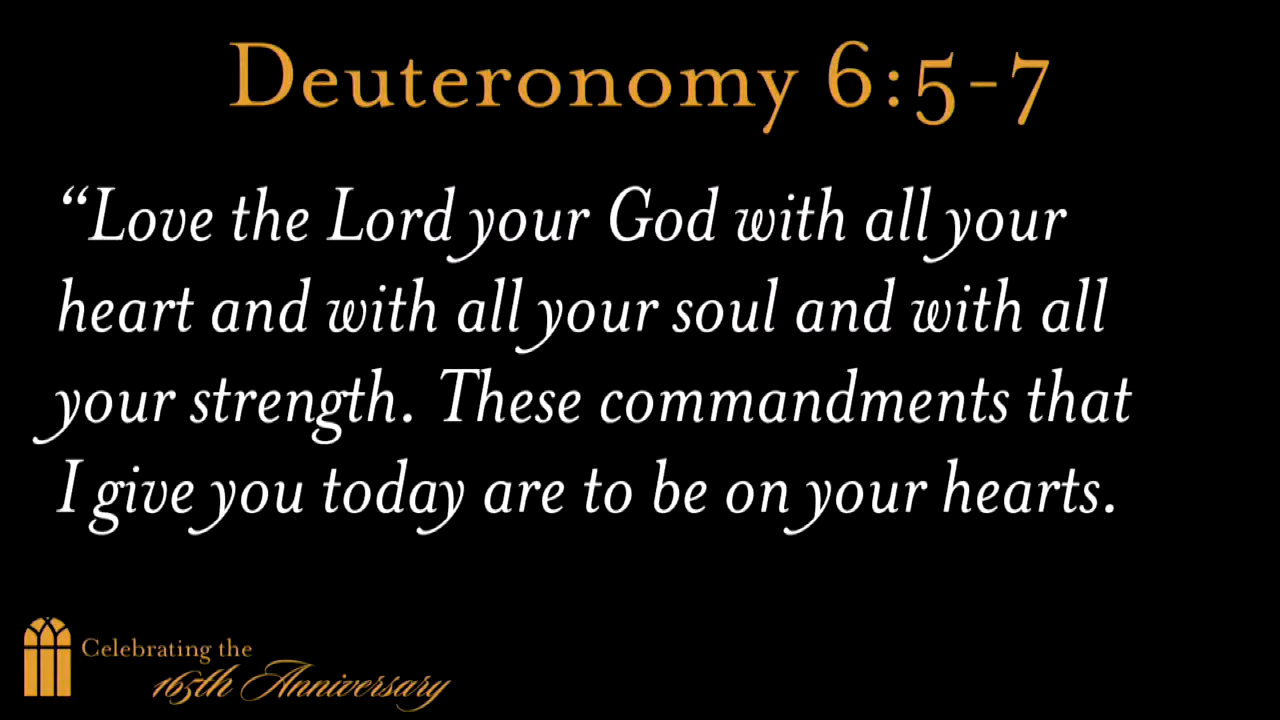 Deuteronomy 6:5-7
“Love the Lord your God with all your
heart and with all your soul and with all
your strength. These commandments that
I give you today are to be on your hearts.
Celebrating the
165th Anniversary